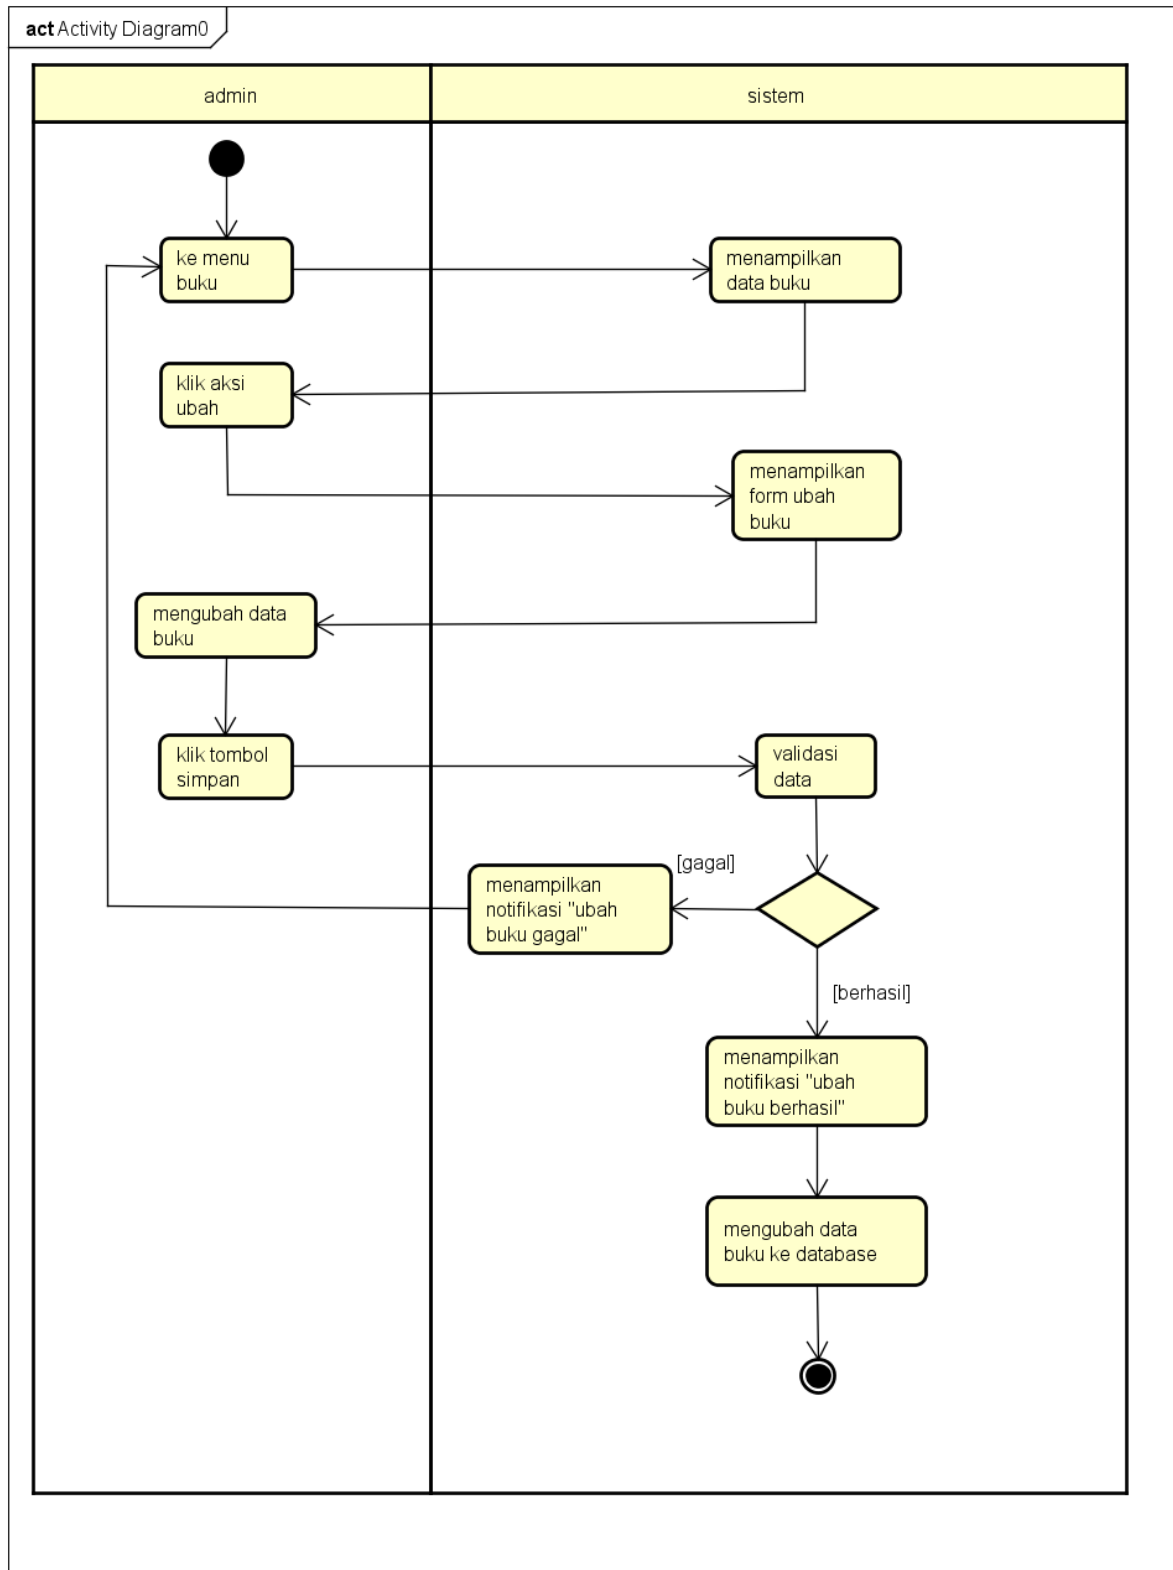 act Activity Diagram0
admin
sistem
ke menu
buku
menampilkan
data buku
klik aksi
ubah
menampilkan
form ubah
buku
mengubah data
buku
klik tombol
simpan
validasi
data
[gagal]
menampilkan
notifikasi "ubah
buku gagal"
[berhasil]
menampilkan
notifikasi "ubah
buku berhasil"
mengubah data
buku ke database